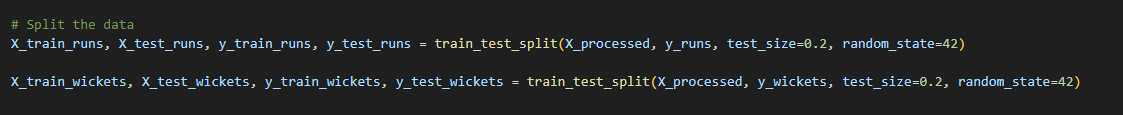 # Split the data
X_train_runs, X_test_runs, y_train_runs, y_test_runs = train_test_split(X_processed, y_runs, test_size=0.2, random_state=42)
X_train_wickets, X_test_wickets, y_train_wickets, y_test_wickets = train_test_split(X_processed, y_wickets, test_size=0.2, random_state=42)